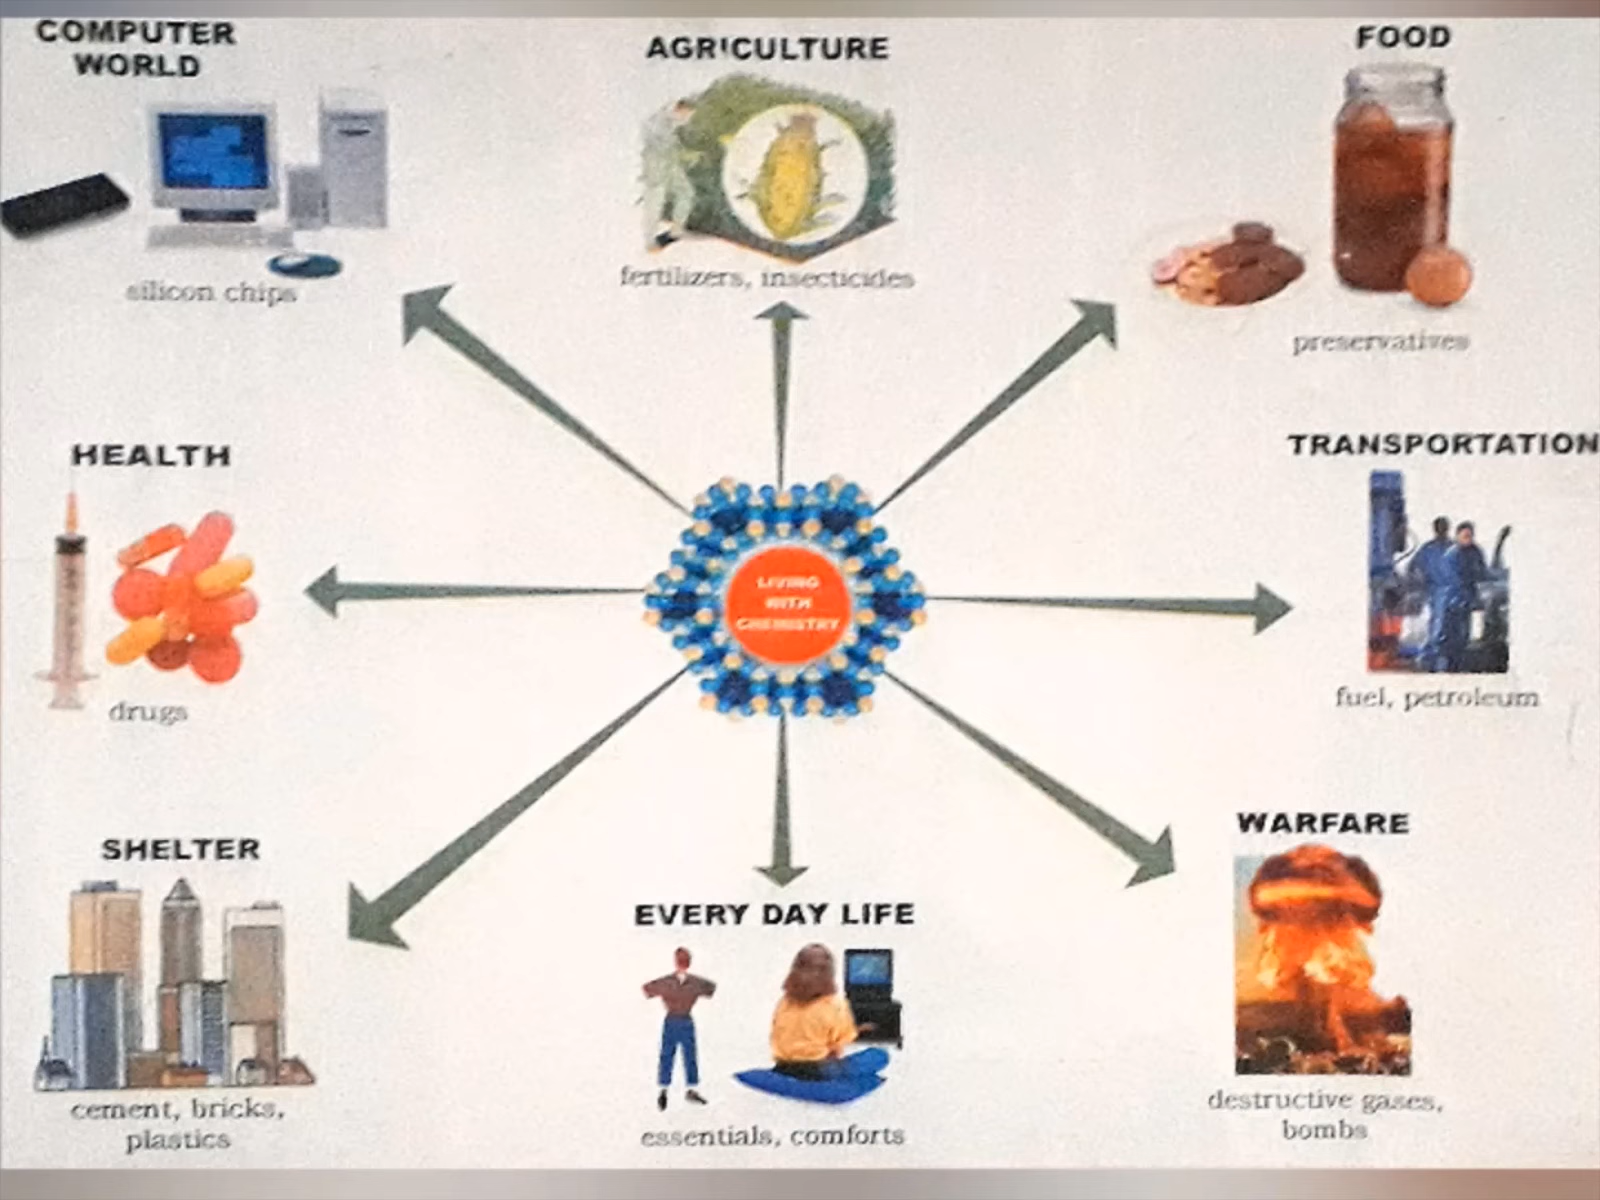 COMPUTER
WORLD
silicon chips
AGRICULTURE
fertilizers, insecticides
FOOD
preservatives
HEALTH
drugs
LIVING
WITH
CHEMISTRY
TRANSPORTATION
fuel, petroleum
SHELTER
cement, bricks,
plastics
EVERY DAY LIFE
essentials, comforts
WARFARE
destructive gases,
bombs